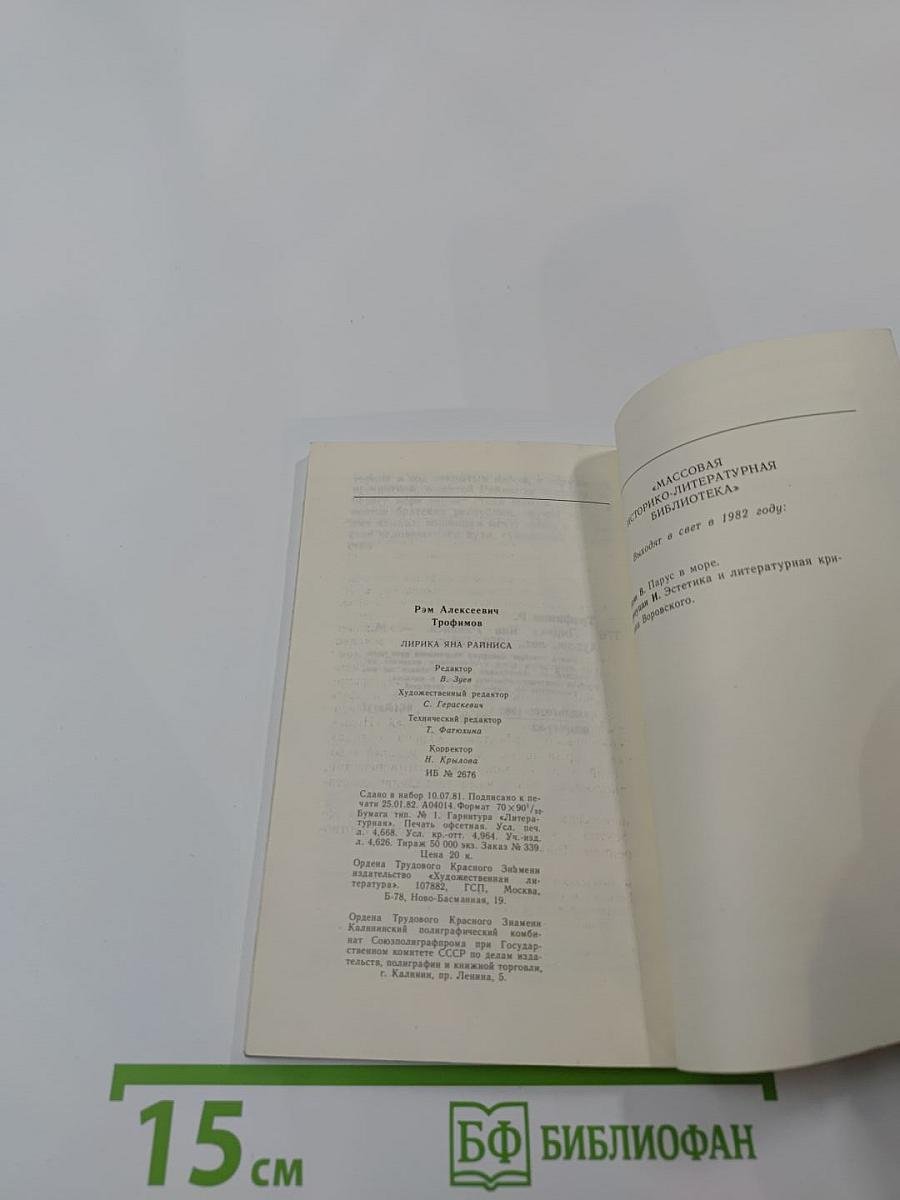 Рэм Алексеевич
Трофимов
ЛИРИКА ЯНА РАЙНИСА
Редактор
В. Зуев
Художественный редактор
С. Гераскевич
Технический редактор
Т. Фатюхина
Корректор
Н. Крылова
ИБ № 2676
Сдано в набор 10.07.81. Подписано к пе-
чати 25.01.82. А04014. Формат 70×90¹/₃₂.
Бумага тип. № 1. Гарнитура «Литера-
турная». Печать офсетная. Усл. печ.
л. 4,668. Усл. кр.-отт. 4,964. Уч.-изд.
л. 4,626. Тираж 50 000 экз. Заказ № 339.
Цена 20 к.
Ордена Трудового Красного Знамени
издательство «Художественная ли-
тература». 107882, ГСП, Москва,
Б-78, Ново-Басманная, 19.
Ордена Трудового Красного Знамени
Калининский полиграфический комби-
нат Союзполиграфпрома при Государ-
ственном комитете СССР по делам изда-
тельств, полиграфии и книжной торговли,
г. Калинин, пр. Ленина, 5.
«МАССОВАЯ
ИСТОРИКО-ЛИТЕРАТУРНАЯ
БИБЛИОТЕКА»
Выходят в свет в 1982 году:
В. Парус в море.
И. Эстетика и литературная кри-
Воровского.
15 см
БФ БИБЛИОФАН